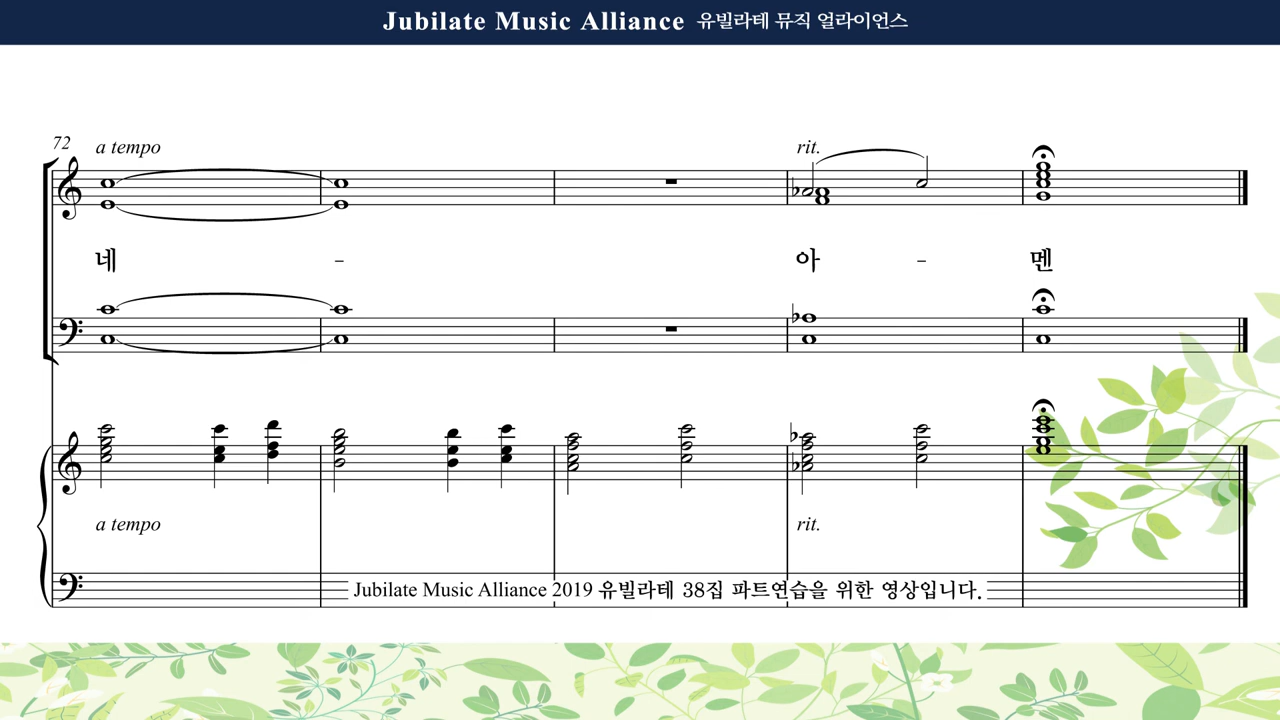 Jubilate Music Alliance 유빌라테 뮤직 얼라이언스
72 a tempo rit.
네 - 아 - 멘
a tempo rit.
Jubilate Music Alliance 2019 유빌라테 38집 파트연습을 위한 영상입니다.